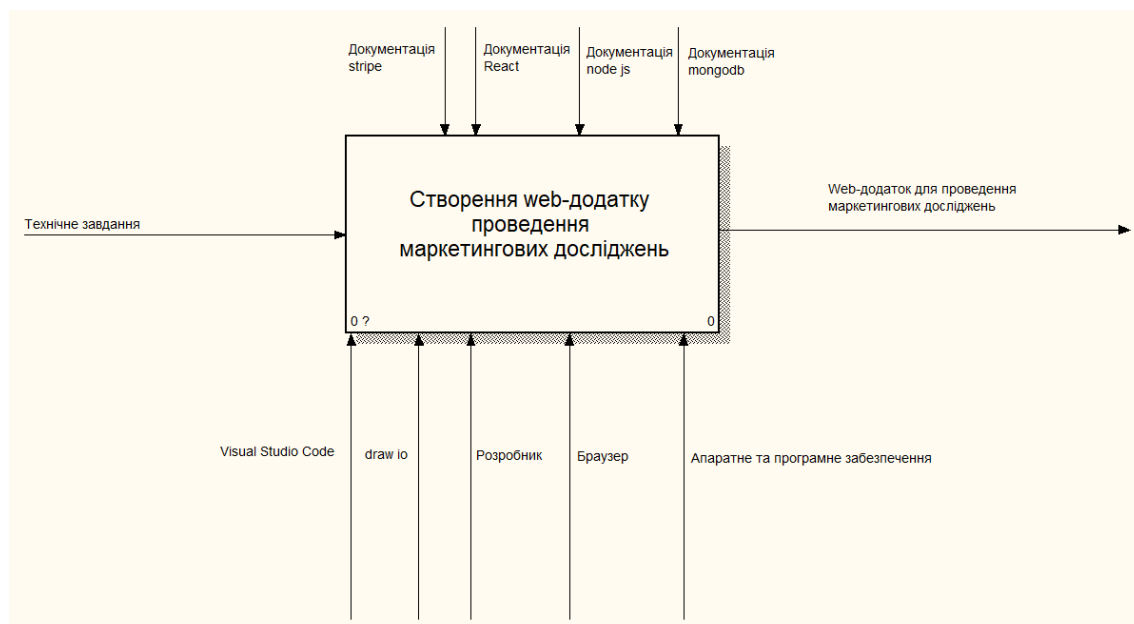 Документація
stripe
Документація
React
Документація
node js
Документація
mongodb
Створення web-додатку
проведення
маркетингових досліджень
0 ?
0
Технічне завдання
Web-додаток для проведення
маркетингових досліджень
Visual Studio Code
draw io
Розробник
Браузер
Апаратне та програмне забезпечення